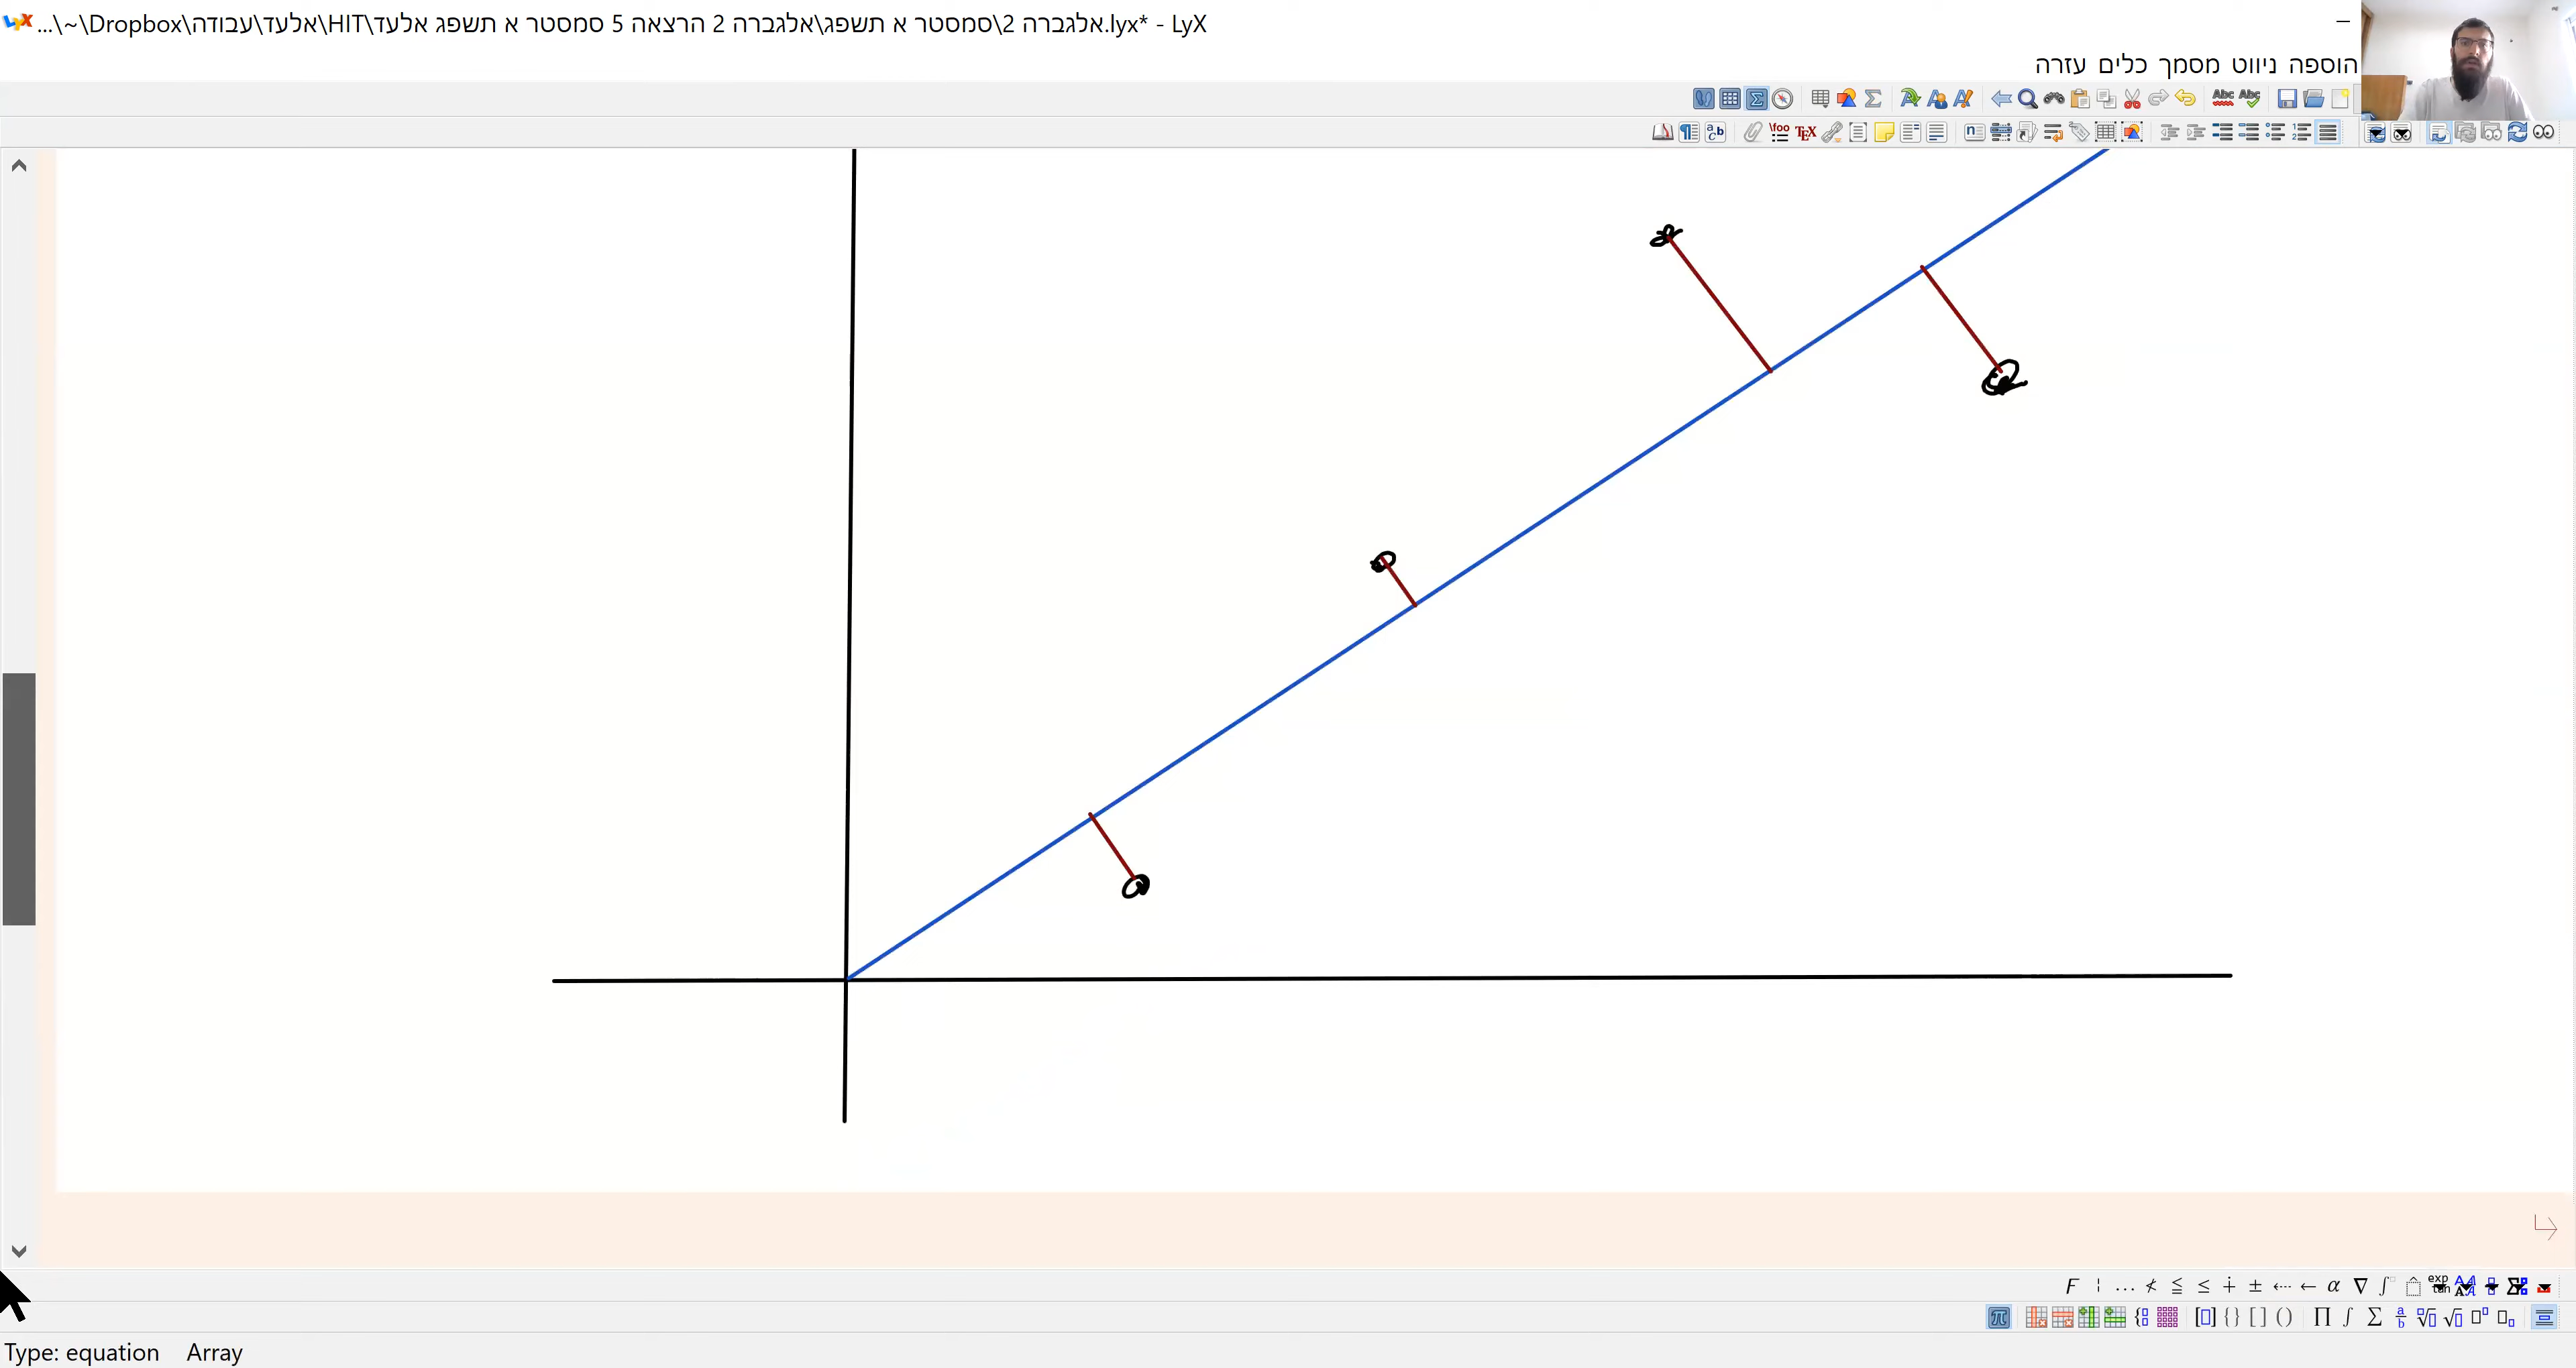 ...\~\Dropbox\עבודה\אלעד\HIT\אלגברה 2\סמסטר א תשפג\אלגברה 2 הרצאה 5 סמסטר א תשפג אלעד.lyx* - LyX
הוספה ניווט מסמך כלים עזרה
Type: equation Array